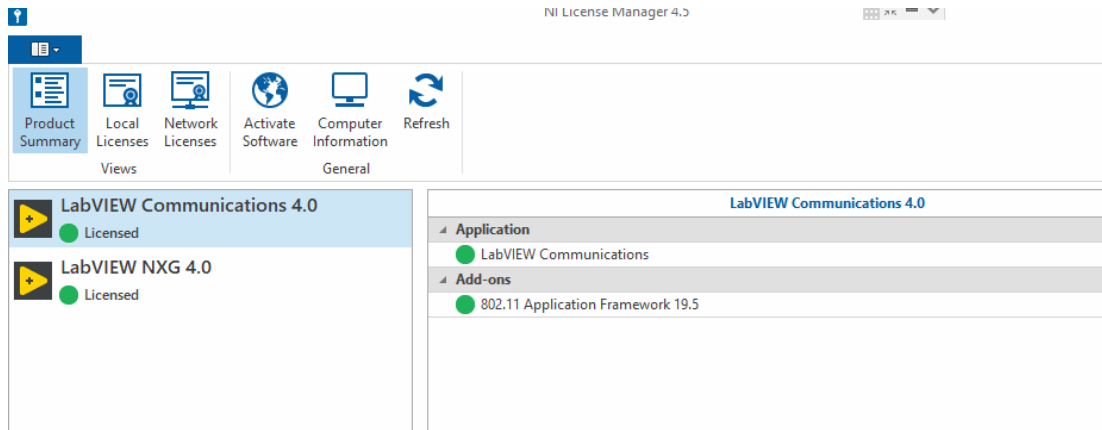 NI License Manager 4.5
Product Summary
Local Licenses
Network Licenses
Activate Software
Computer Information
Refresh
Views
General
LabVIEW Communications 4.0
Licensed
LabVIEW NXG 4.0
Licensed
LabVIEW Communications 4.0
Application
LabVIEW Communications
Add-ons
802.11 Application Framework 19.5